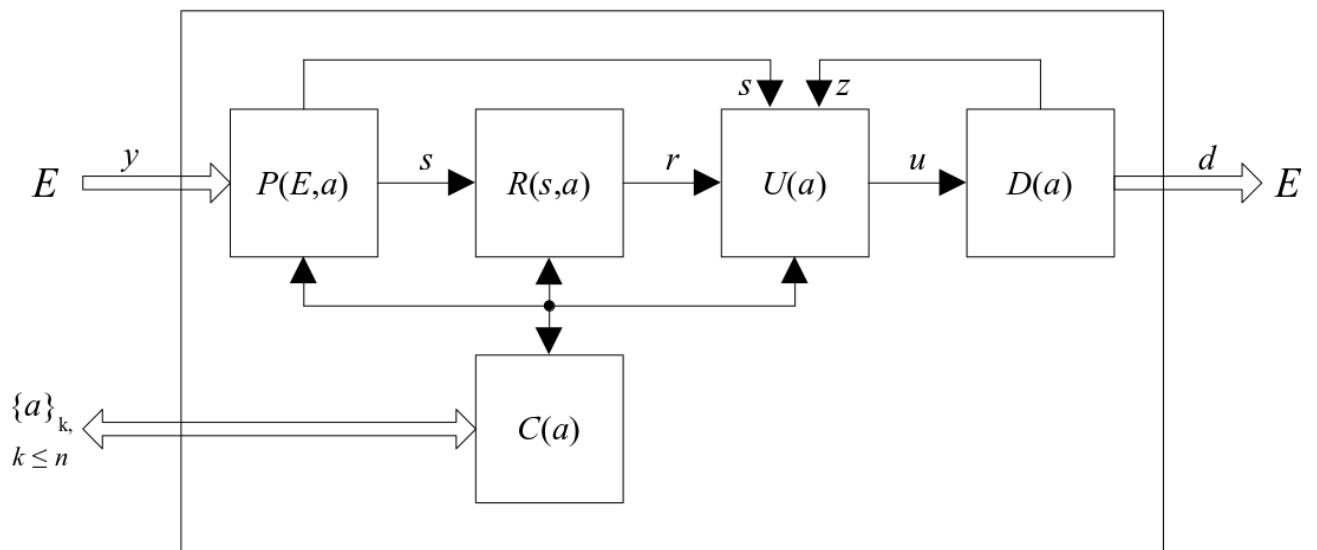 s
z
E
y
P(E,a)
s
R(s,a)
r
U(a)
u
D(a)
d
E
{a}k,
k ≤ n
C(a)